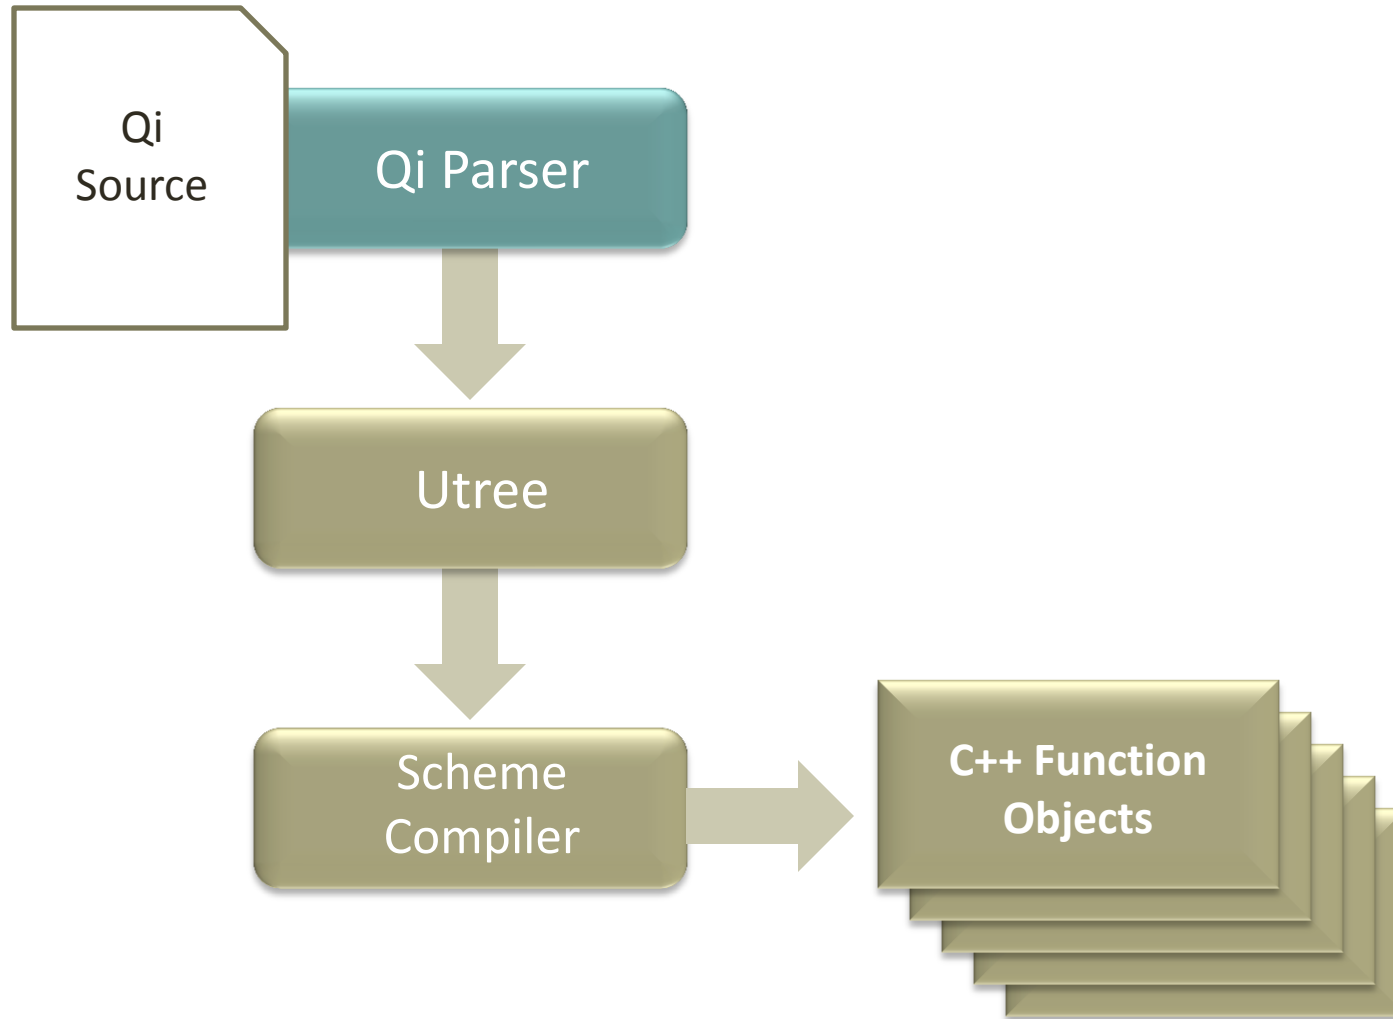 Qi
Source
Qi Parser
Utree
Scheme
Compiler
C++ Function
Objects